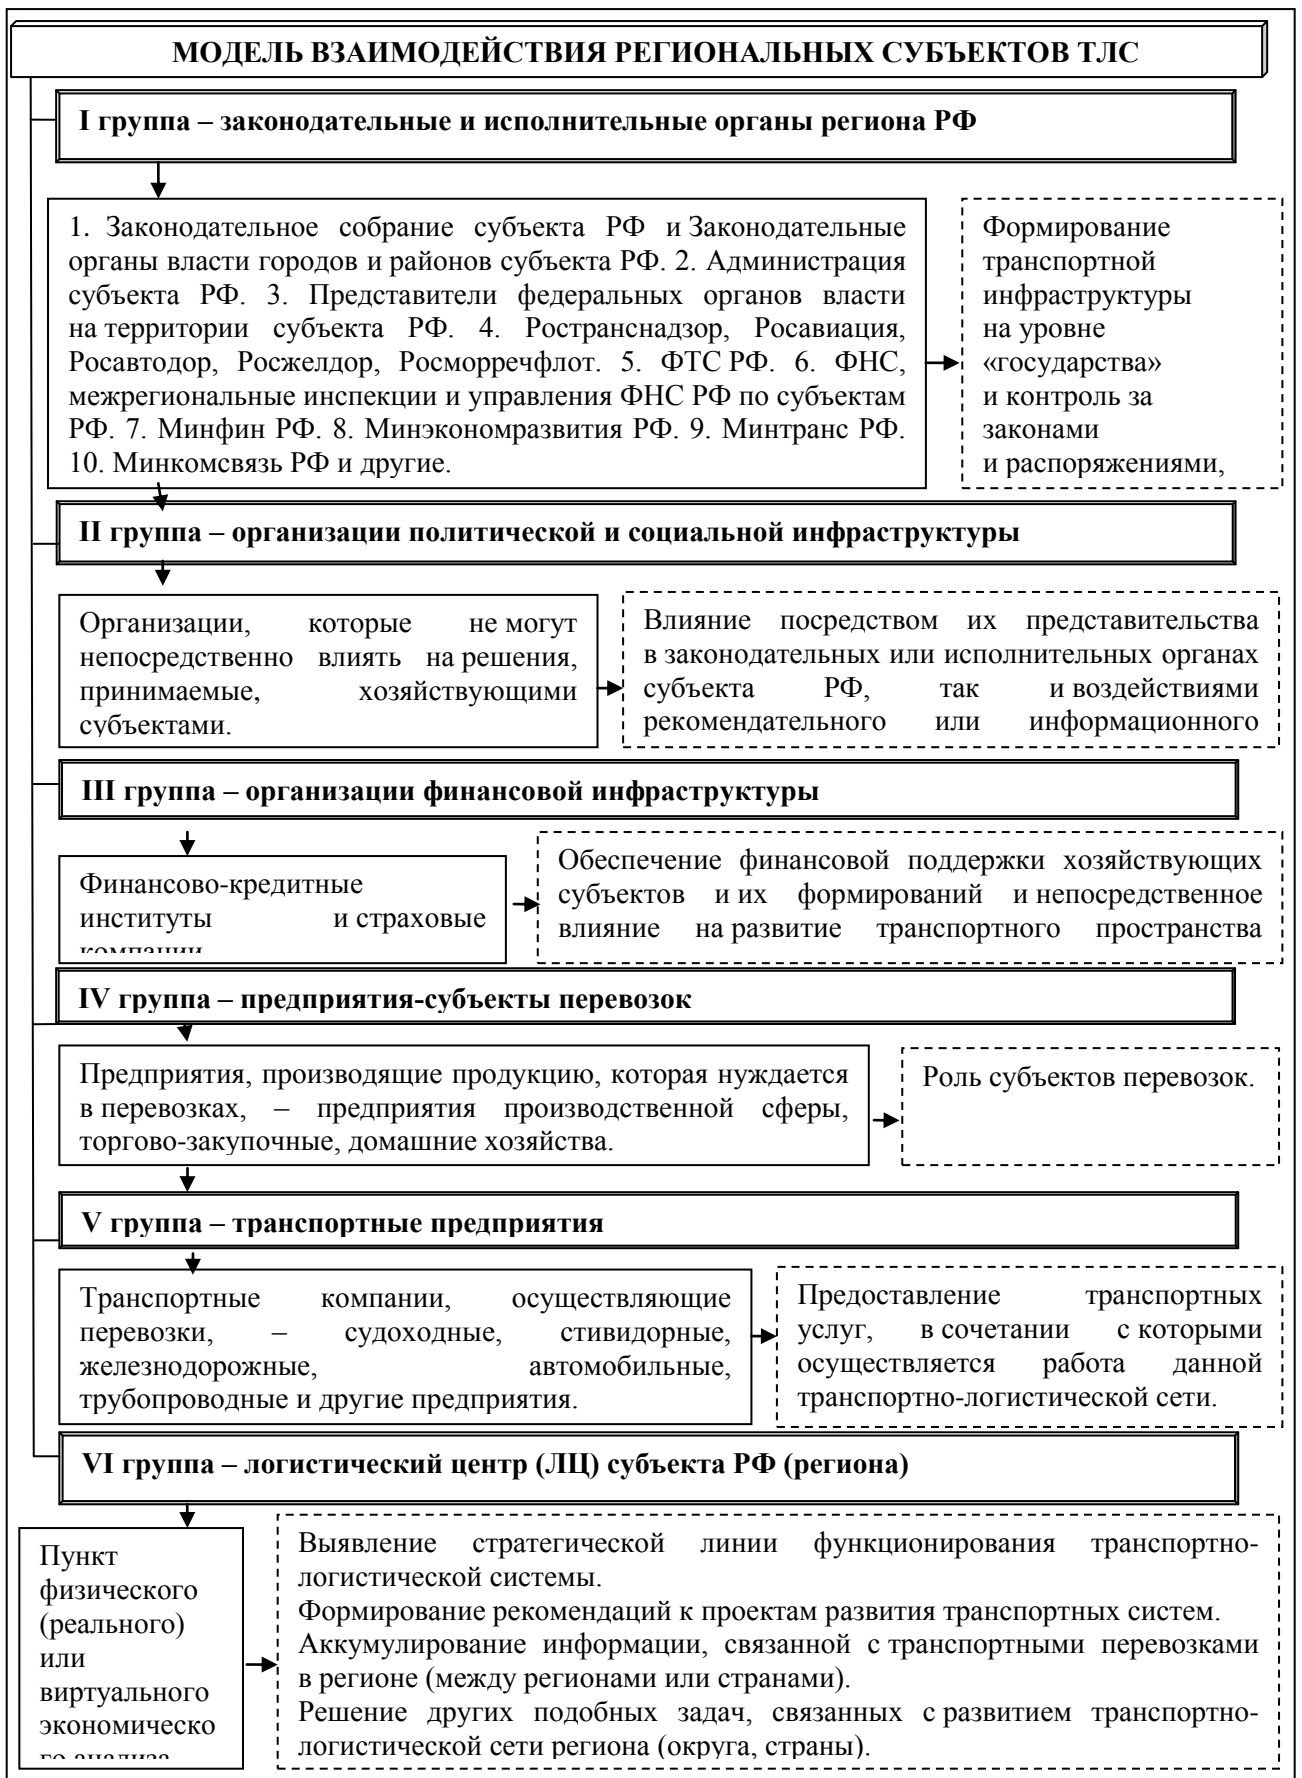 МОДЕЛЬ ВЗАИМОДЕЙСТВИЯ РЕГИОНАЛЬНЫХ СУБЪЕКТОВ ТЛС
I группа – законодательные и исполнительные органы региона РФ
1. Законодательное собрание субъекта РФ и Законодательные
органы власти городов и районов субъекта РФ. 2. Администрация
субъекта РФ. 3. Представители федеральных органов власти
на территории субъекта РФ. 4. Ространснадзор, Росавиация,
Росавтодор, Росжелдор, Росморречфлот. 5. ФТС РФ. 6. ФНС,
межрегиональные инспекции и управления ФНС РФ по субъектам
РФ. 7. Минфин РФ. 8. Минэкономразвития РФ. 9. Минтранс РФ.
10. Минкомсвязь РФ и другие.
Формирование
транспортной
инфраструктуры
на уровне
«государства»
и контроль за
законами
и распоряжениями,
II группа – организации политической и социальной инфраструктуры
Организации, которые не могут
непосредственно влиять на решения,
принимаемые, хозяйствующими
субъектами.
Влияние посредством их представительства
в законодательных или исполнительных органах
субъекта РФ, так и воздействиями
рекомендательного или информационного
III группа – организации финансовой инфраструктуры
Финансово-кредитные
институты и страховые
компании
Обеспечение финансовой поддержки хозяйствующих
субъектов и их формирований и непосредственное
влияние на развитие транспортного пространства
IV группа – предприятия-субъекты перевозок
Предприятия, производящие продукцию, которая нуждается
в перевозках, – предприятия производственной сферы,
торгово-закупочные, домашние хозяйства.
Роль субъектов перевозок.
V группа – транспортные предприятия
Транспортные компании, осуществляющие
перевозки, – судоходные, стивидорные,
железнодорожные, автомобильные,
трубопроводные и другие предприятия.
Предоставление транспортных
услуг, в сочетании с которыми
осуществляется работа данной
транспортно-логистической сети.
VI группа – логистический центр (ЛЦ) субъекта РФ (региона)
Пункт
физического
(реального)
или
виртуального
экономическо
го анализа
Выявление стратегической линии функционирования транспортно-
логистической системы.
Формирование рекомендаций к проектам развития транспортных систем.
Аккумулирование информации, связанной с транспортными перевозками
в регионе (между регионами или странами).
Решение других подобных задач, связанных с развитием транспортно-
логистической сети региона (округа, страны).